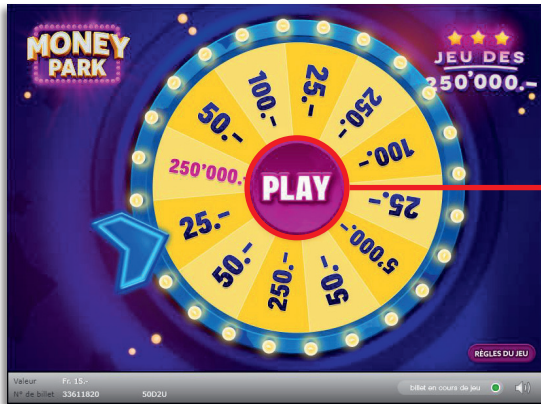 MONEY
PARK
JEU DES
250'000.-
25.-
250.-
100.-
25.-
5'000.-
50.-
250.-
50.-
25.-
250'000.-
50.-
100.-
PLAY
RÈGLES DU JEU
Valeur Fr. 15.-
billet en cours de jeu
N° de billet 33611820 50D2U